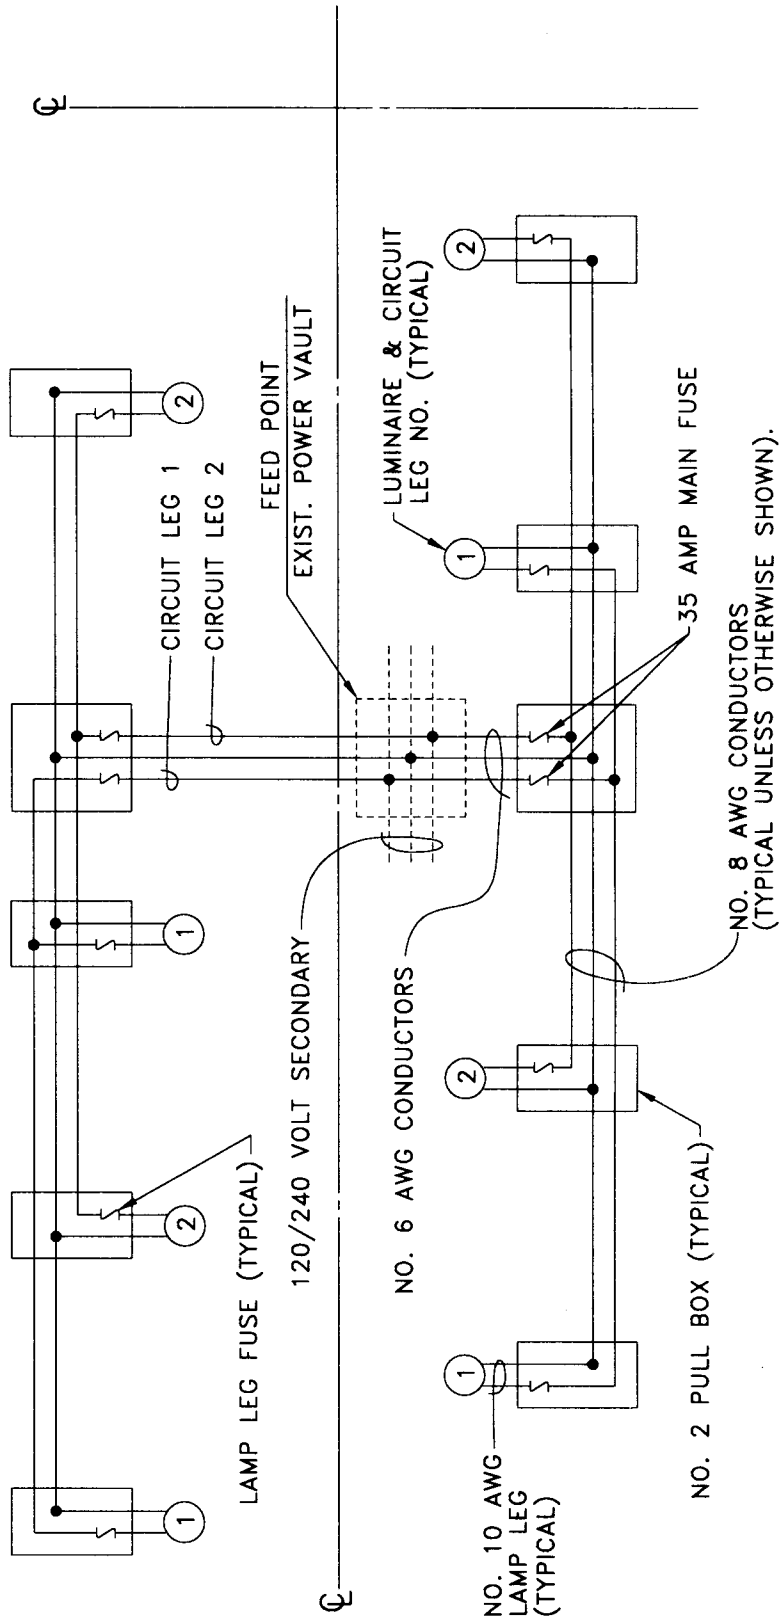 ℄
℄
CIRCUIT LEG 1
CIRCUIT LEG 2
FEED POINT
EXIST. POWER VAULT
LUMINAIRE & CIRCUIT
LEG NO. (TYPICAL)
35 AMP MAIN FUSE
NO. 8 AWG CONDUCTORS
(TYPICAL UNLESS OTHERWISE SHOWN).
LAMP LEG FUSE (TYPICAL)
120/240 VOLT SECONDARY
NO. 6 AWG CONDUCTORS
NO. 2 PULL BOX (TYPICAL)
NO. 10 AWG
LAMP LEG
(TYPICAL)
1
2
1
2
1
2
1
2